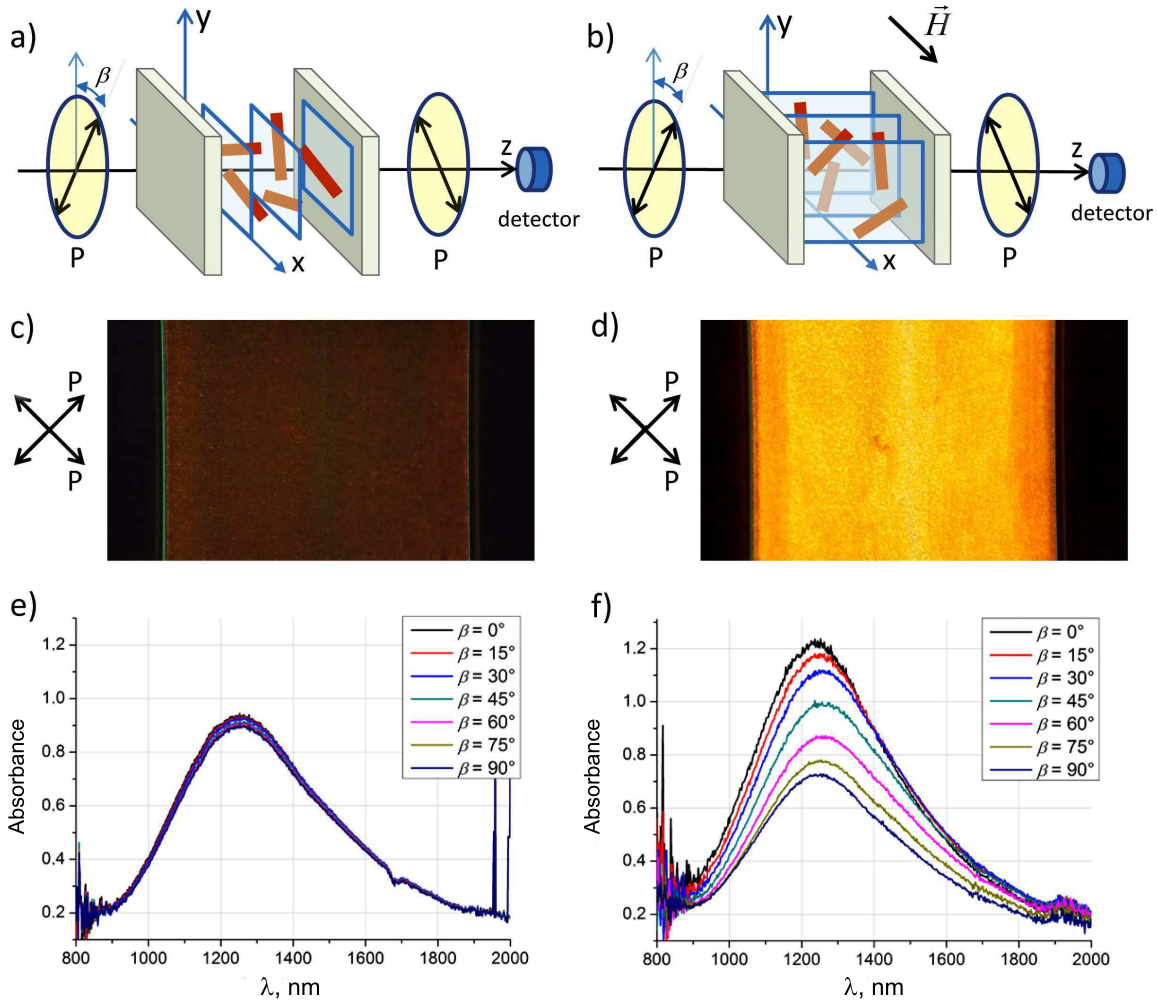 a)
y
β
P
z
detector
P
x
b)
H
y
β
P
z
detector
P
x
c)
P
P
d)
P
P
e)
β = 0°
β = 15°
β = 30°
β = 45°
β = 60°
β = 75°
β = 90°
1.2
1.0
0.8
0.6
0.4
0.2
Absorbance
800 1000 1200 1400 1600 1800 2000
λ, nm
f)
β = 0°
β = 15°
β = 30°
β = 45°
β = 60°
β = 75°
β = 90°
1.2
1.0
0.8
0.6
0.4
0.2
Absorbance
800 1000 1200 1400 1600 1800 2000
λ, nm